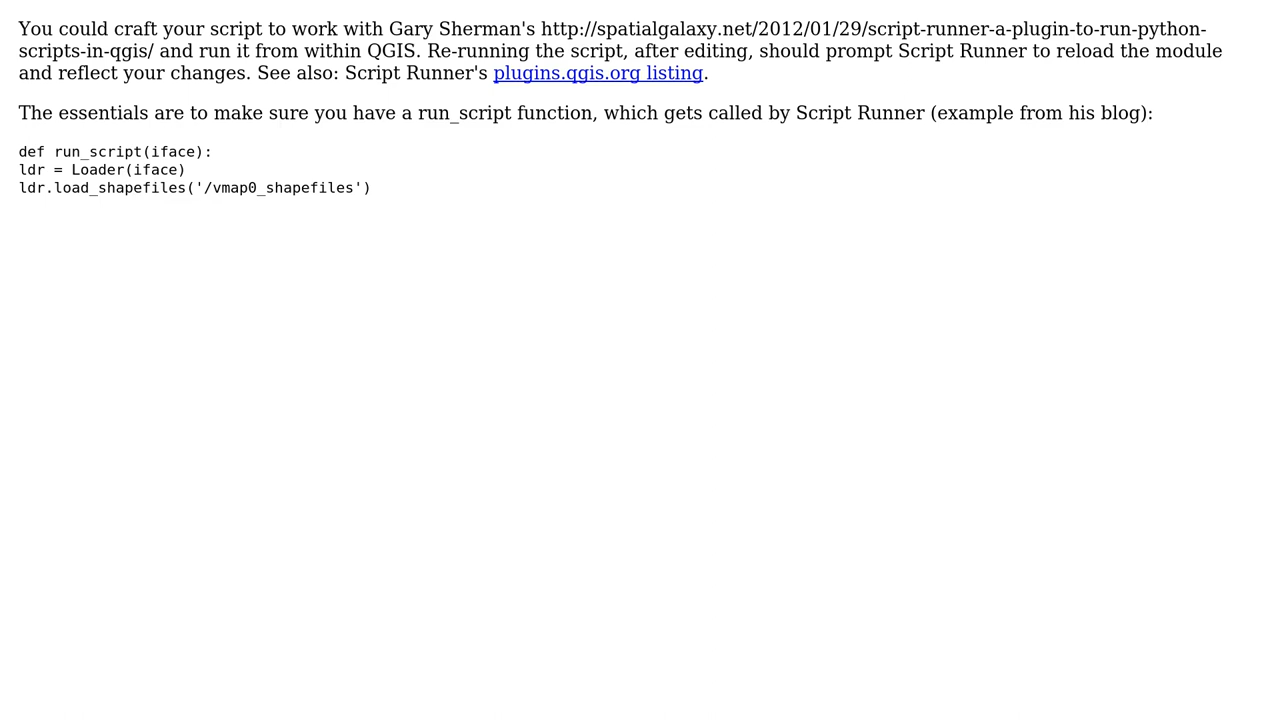 You could craft your script to work with Gary Sherman's http://spatialgalaxy.net/2012/01/29/script-runner-a-plugin-to-run-python-
scripts-in-qgis/ and run it from within QGIS. Re-running the script, after editing, should prompt Script Runner to reload the module
and reflect your changes. See also: Script Runner's plugins.qgis.org listing.
The essentials are to make sure you have a run_script function, which gets called by Script Runner (example from his blog):
def run_script(iface):
ldr = Loader(iface)
ldr.load_shapefiles('/vmap0_shapefiles')